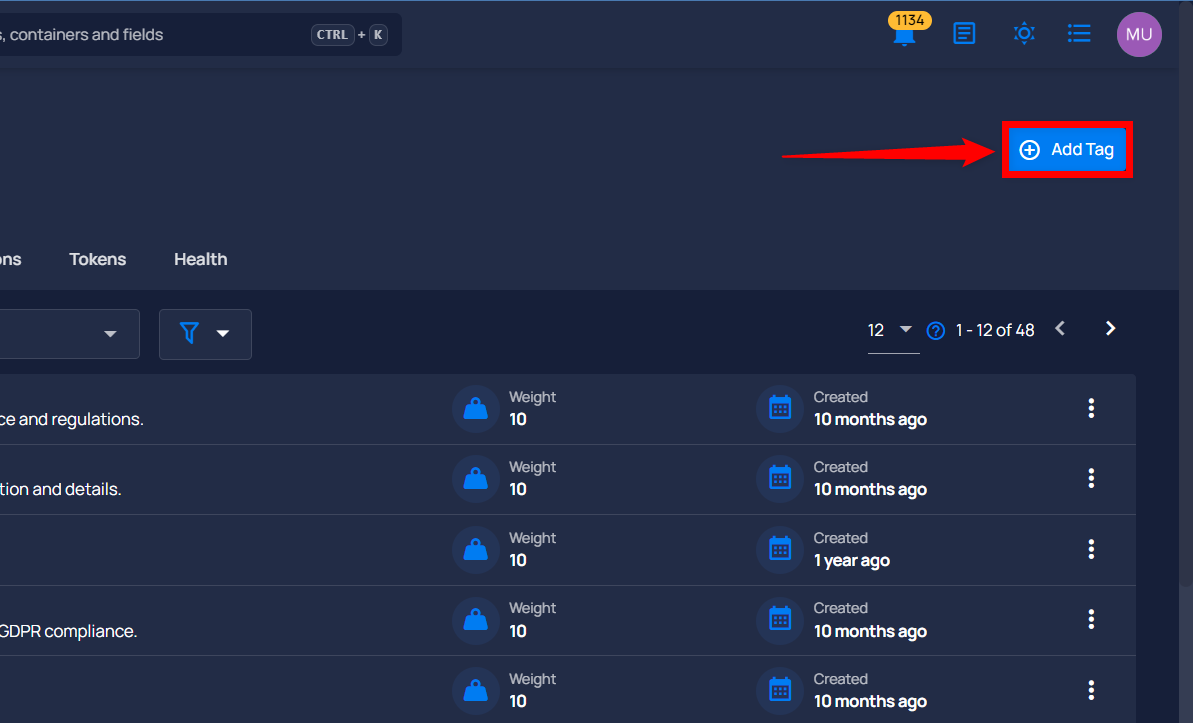 s, containers and fields CTRL + K 1134 MU
Add Tag
ons Tokens Health
12 ? 1 - 12 of 48
Weight Created
ce and regulations. 10 10 months ago
Weight Created
tion and details. 10 10 months ago
Weight Created
10 1 year ago
Weight Created
GDPR compliance. 10 10 months ago
Weight Created
10 10 months ago